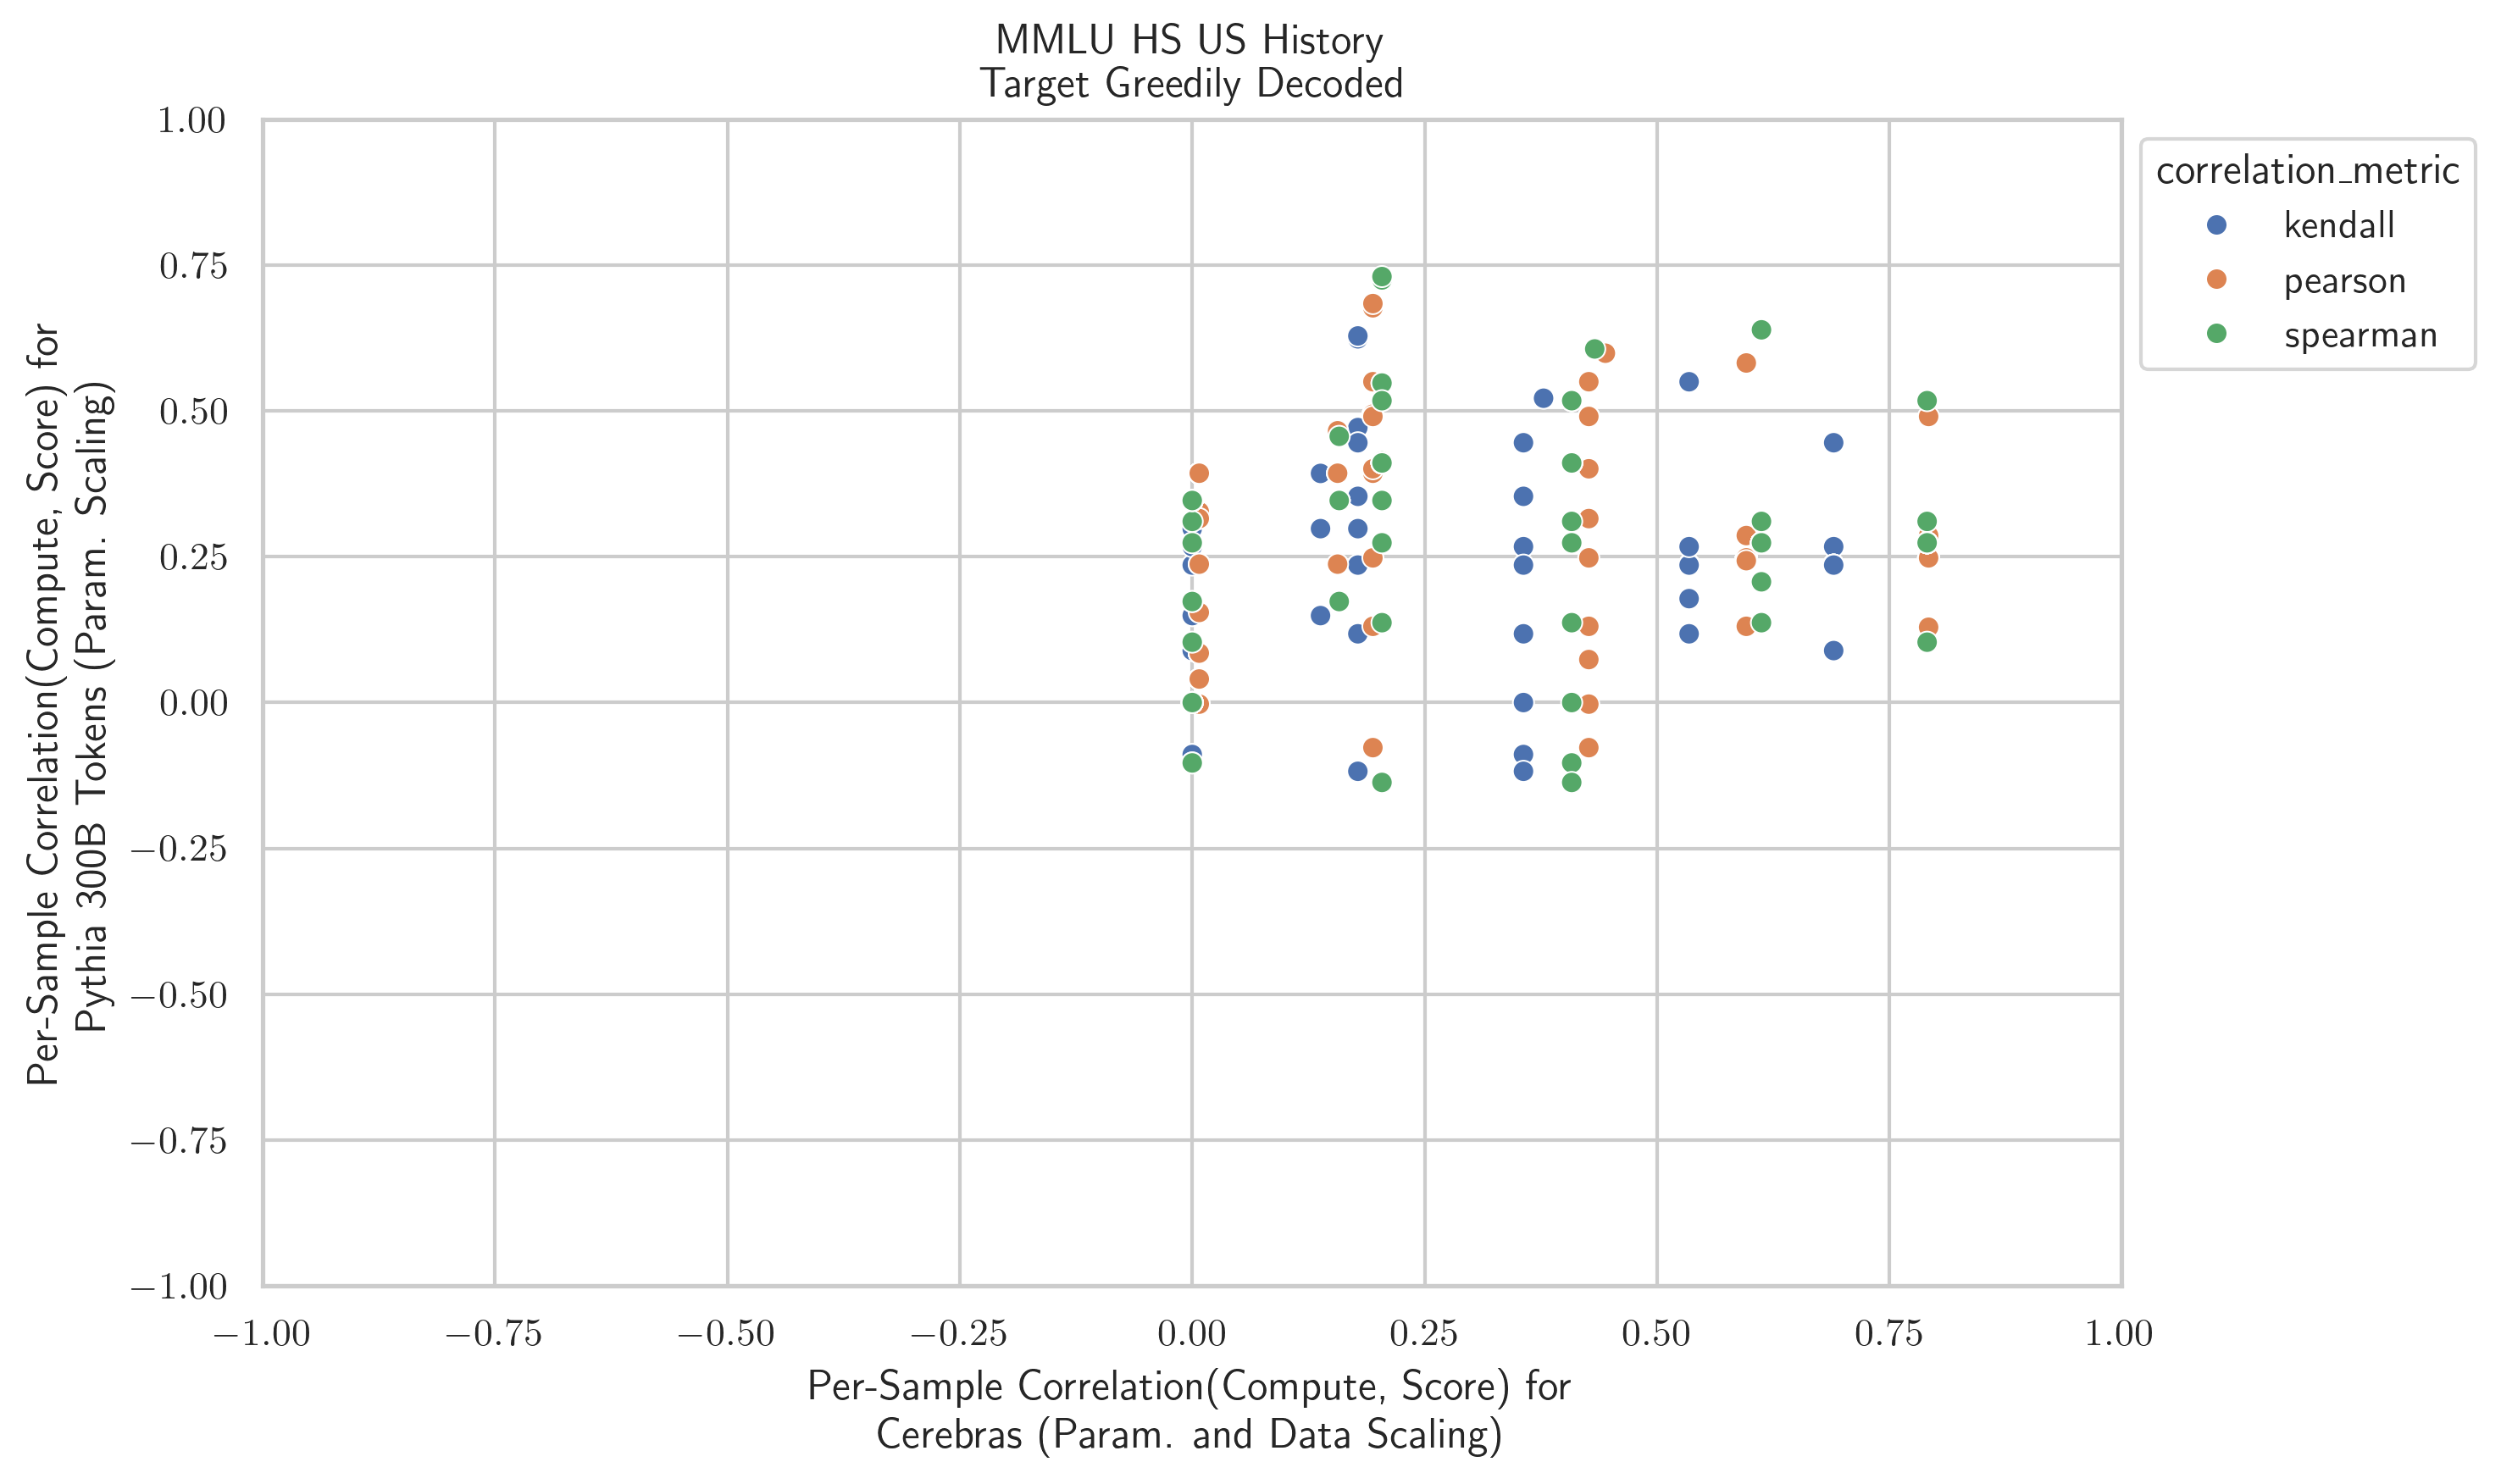 MMLU HS US History
Target Greedily Decoded
Per-Sample Correlation(Compute, Score) for
Pythia 300B Tokens (Param. Scaling)
1.00
0.75
0.50
0.25
0.00
−0.25
−0.50
−0.75
−1.00
−1.00 −0.75 −0.50 −0.25 0.00 0.25 0.50 0.75 1.00
Per-Sample Correlation(Compute, Score) for
Cerebras (Param. and Data Scaling)
correlation_metric
kendall
pearson
spearman